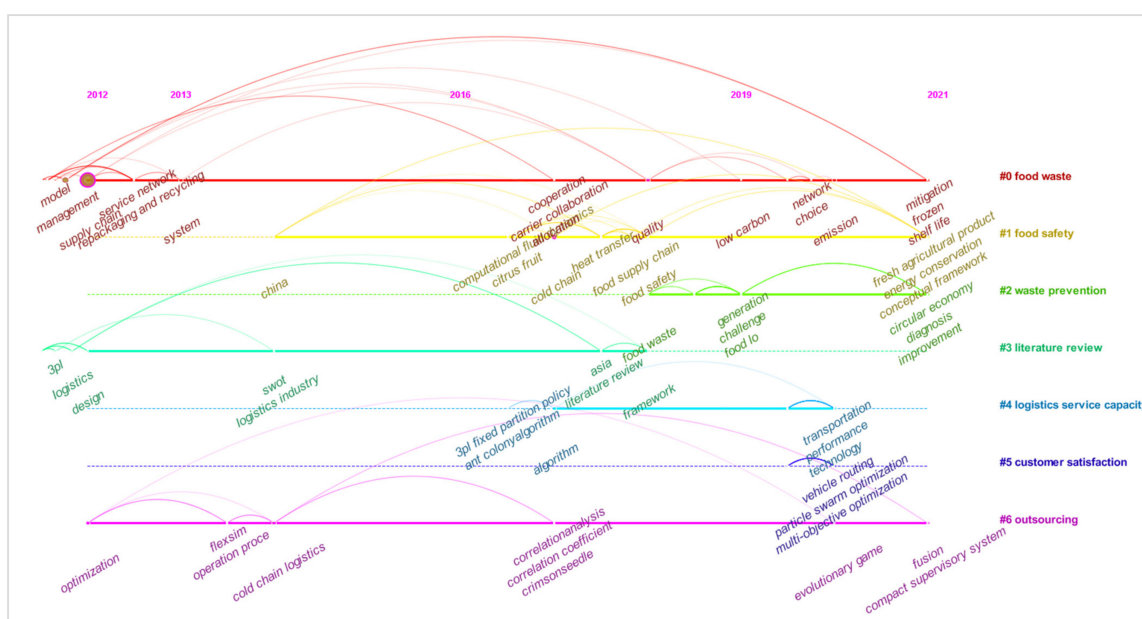 2012
2013
2016
2019
2021
model
management
supply chain
service network
repackaging and recycling
system
cooperation
carrier collaboration
allocation
quality
low carbon
network
choice
emission
mitigation
frozen
shelf life
#0 food waste
china
citrus fruit
cold chain
heat transfer
food supply chain
food safety
fresh agricultural product
energy conservation
conceptual framework
#1 food safety
food waste
generation
challenge
food lo
circular economy
diagnosis
improvement
#2 waste prevention
3pl
logistics
design
swot
logistics industry
asia
literature review
framework
#3 literature review
3pl fixed partition policy
ant colonyalgorithm
algorithm
transportation
performance
technology
#4 logistics service capacit
vehicle routing
particle swarm optimization
multi-objective optimization
#5 customer satisfaction
optimization
flexsim
operation proce
cold chain logistics
correlationanalysis
correlation coefficient
crimsonseedle
evolutionary game
fusion
compact supervisory system
#6 outsourcing